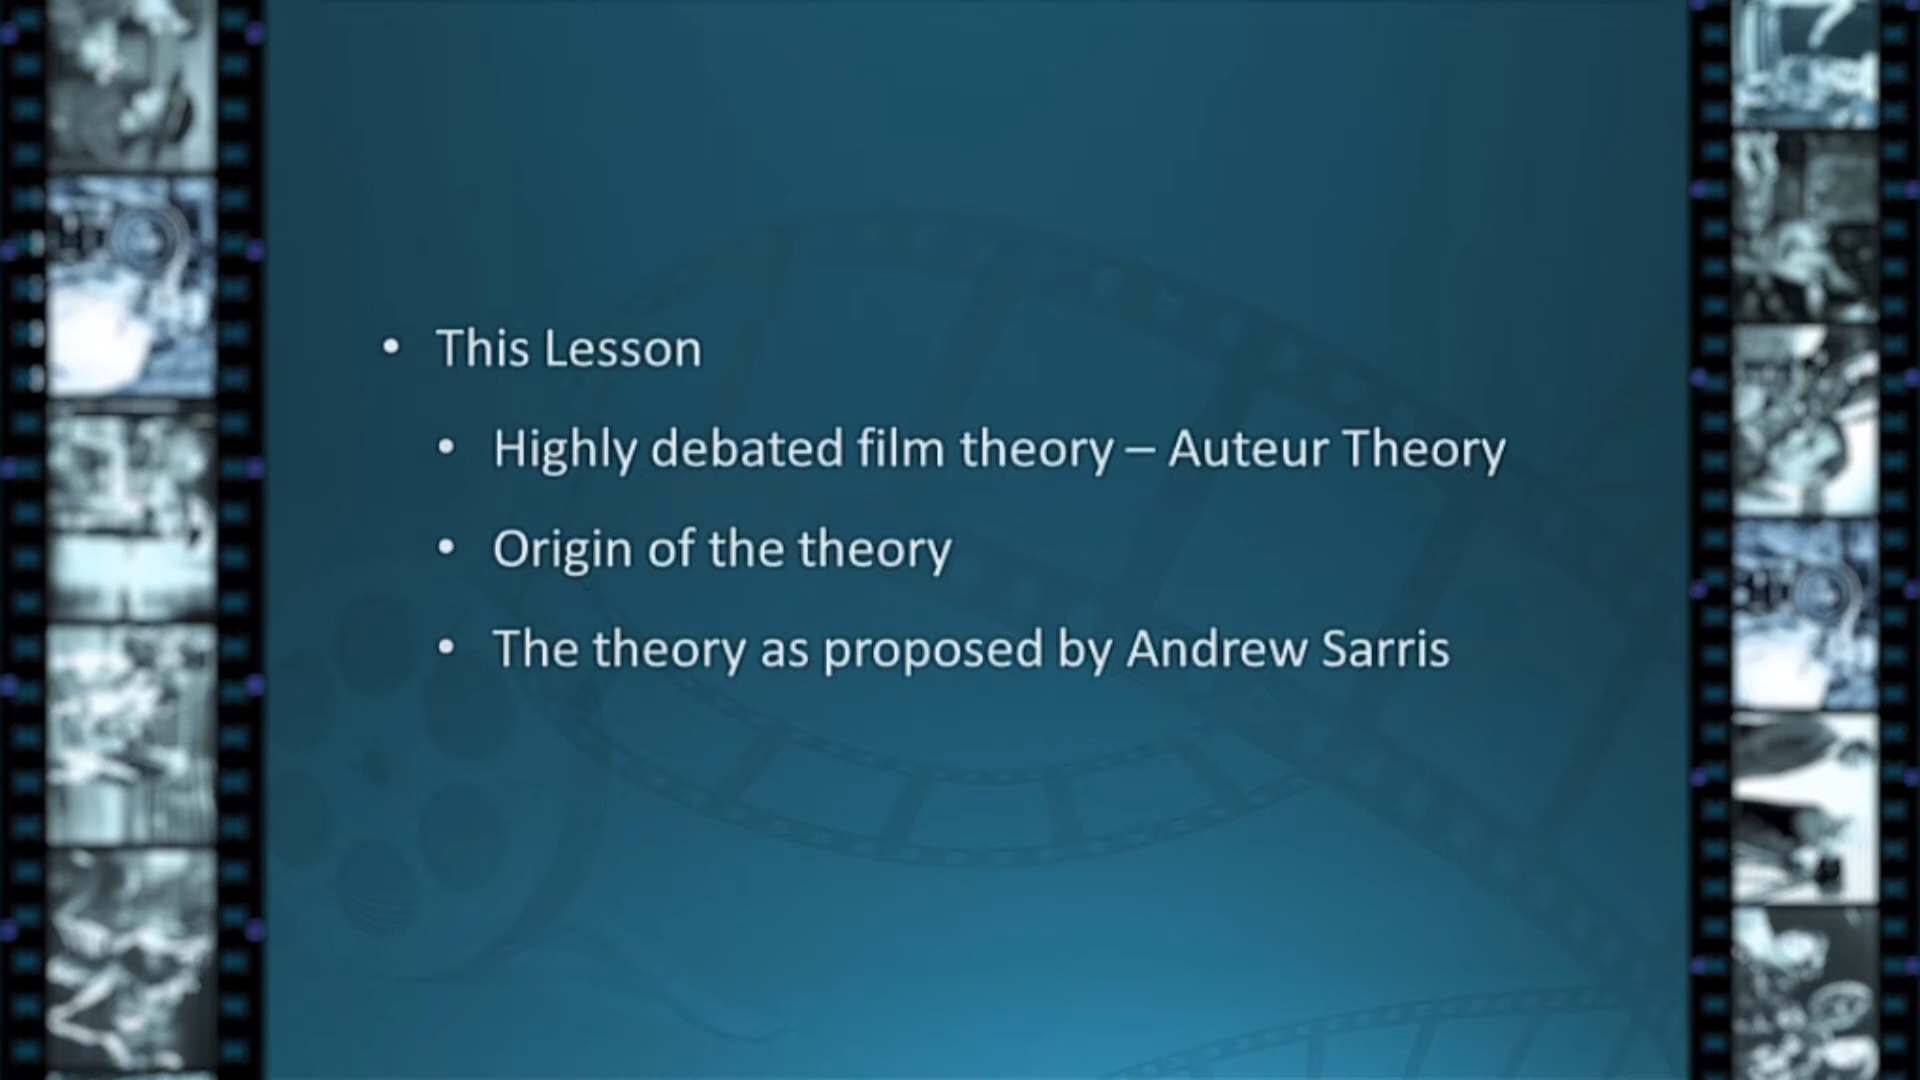 • This Lesson
• Highly debated film theory – Auteur Theory
• Origin of the theory
• The theory as proposed by Andrew Sarris